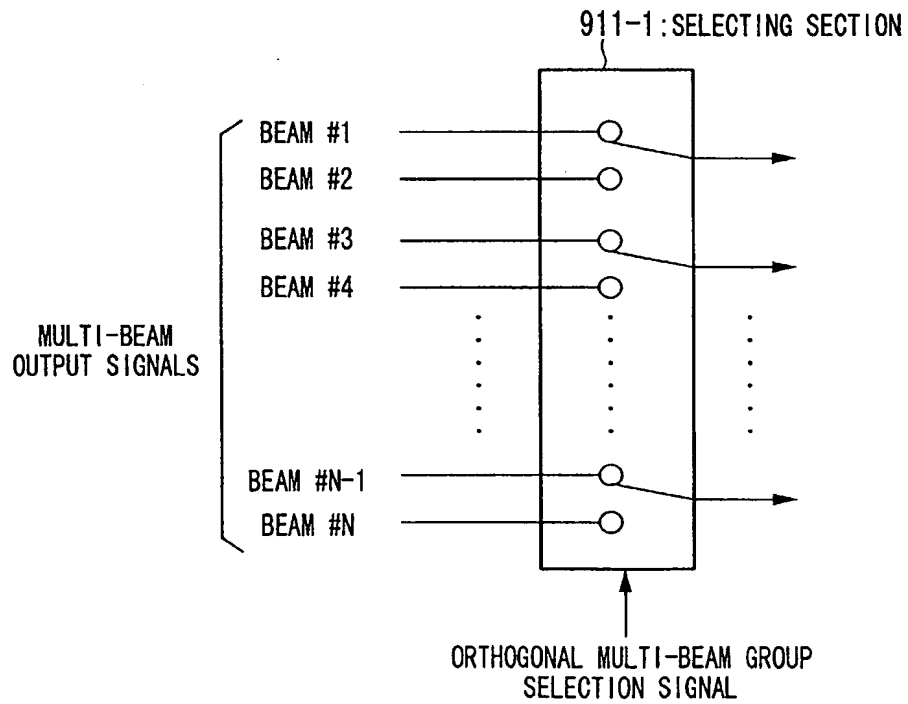 911-1:SELECTING SECTION
BEAM #1
BEAM #2
BEAM #3
BEAM #4
MULTI-BEAM
OUTPUT SIGNALS
BEAM #N-1
BEAM #N
ORTHOGONAL MULTI-BEAM GROUP
SELECTION SIGNAL